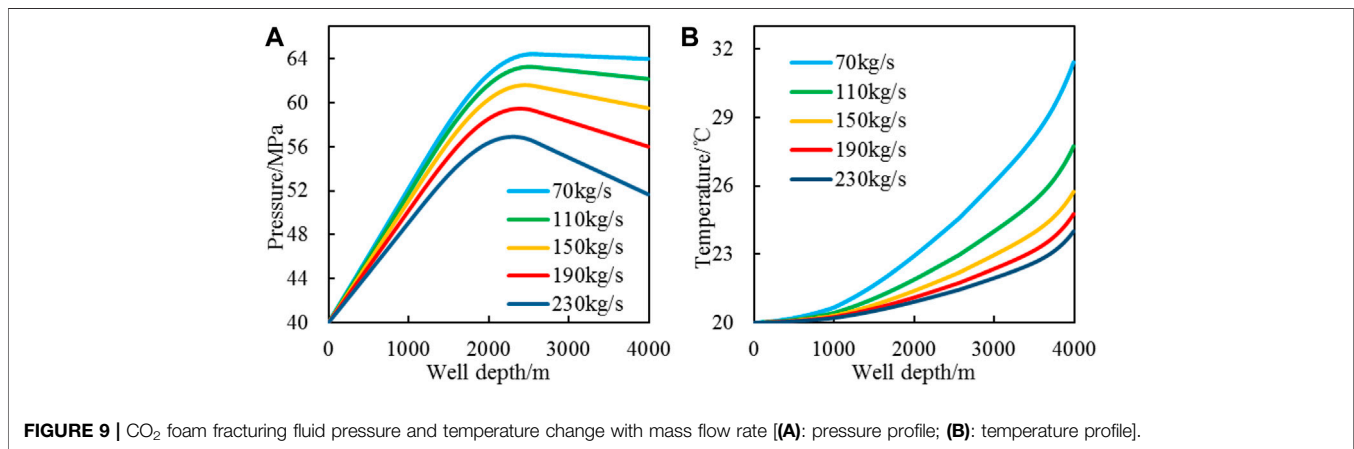 A
Pressure/MPa
64
60
56
52
48
44
40
70kg/s
110kg/s
150kg/s
190kg/s
230kg/s
0 1000 2000 3000 4000
Well depth/m
B
Temperature/℃
32
29
26
23
20
70kg/s
110kg/s
150kg/s
190kg/s
230kg/s
0 1000 2000 3000 4000
Well depth/m
FIGURE 9 | CO₂ foam fracturing fluid pressure and temperature change with mass flow rate [(A): pressure profile; (B): temperature profile].